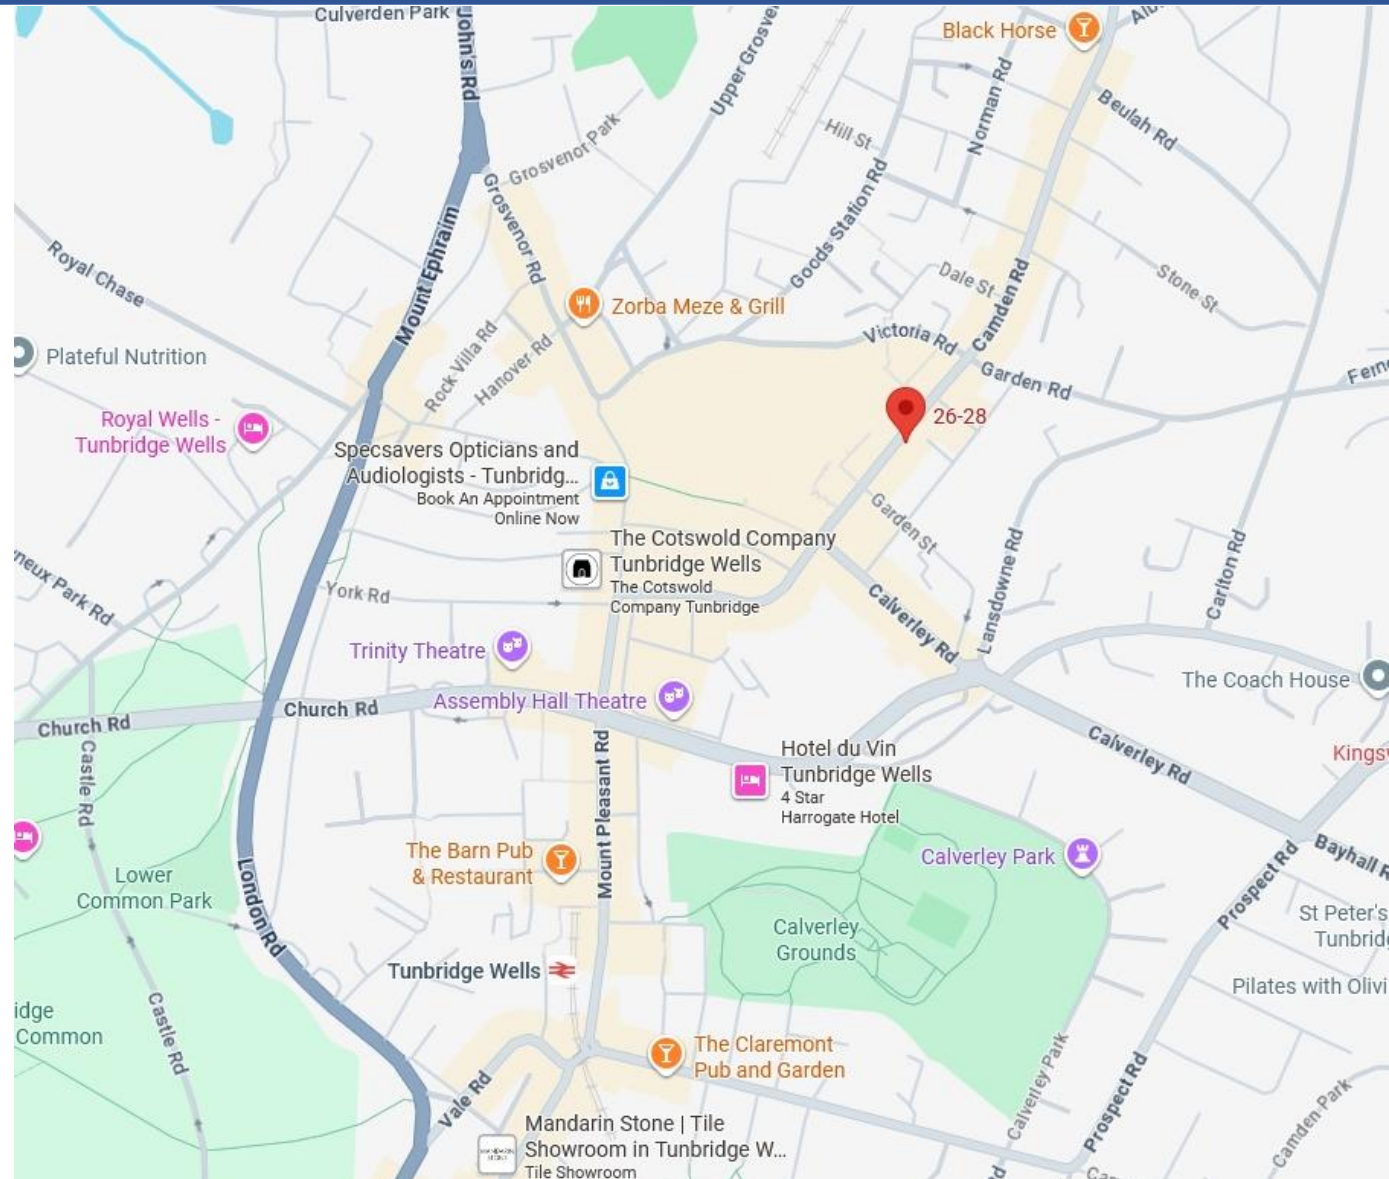 Culverden Park
John's Rd
Black Horse
Upper
Norman Rd
Beulah Rd
Hill St
Grosvenor Park
Goods Station Rd
Grosvenor Rd
Mount Ephraim
Royal Chase
Dale St
Stone St
Camden Rd
Zorba Meze & Grill
Victoria Rd
Plateful Nutrition
Rock Villa Rd
Hanover Rd
Garden Rd
Royal Wells -
Tunbridge Wells
26-28
Specsavers Opticians and
Audiologists - Tunbridg...
Book An Appointment
Online Now
Garden St
The Cotswold Company
Tunbridge Wells
The Cotswold
Company Tunbridge
Lansdowne Rd
Carlton Rd
Park Rd
York Rd
Calverley Rd
Trinity Theatre
The Coach House
Assembly Hall Theatre
Church Rd
Church Rd
Castle Rd
Mount Pleasant Rd
Hotel du Vin
Tunbridge Wells
4 Star
Harrogate Hotel
Calverley Rd
The Barn Pub
& Restaurant
Calverley Park
Lower
Common Park
London Rd
Prospect Rd
Bayhall
St Peter's
Calverley
Grounds
Tunbridge Wells
Pilates with
Common
Castle Rd
The Claremont
Pub and Garden
Calverley Park
Prospect Rd
Camden Park
Vale Rd
Mandarin Stone | Tile
Showroom in Tunbridge W...
Tile Showroom